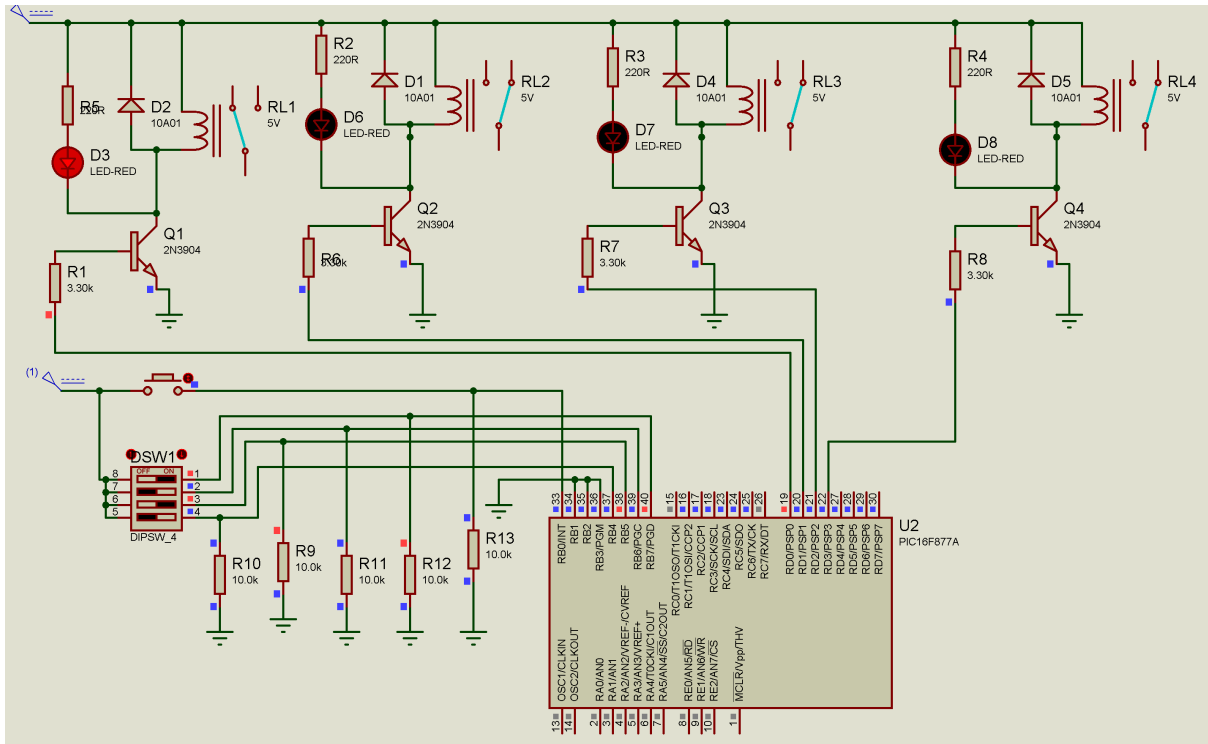 R5
220R
D3
LED-RED
D2
10A01
RL1
5V
Q1
2N3904
R1
3.30k
R2
220R
D6
LED-RED
D1
10A01
RL2
5V
Q2
2N3904
R6
3.30k
R3
220R
D7
LED-RED
D4
10A01
RL3
5V
Q3
2N3904
R7
3.30k
R4
220R
D8
LED-RED
D5
10A01
RL4
5V
Q4
2N3904
R8
3.30k
(1)
DSW1
OFF ON
8 1
7 2
6 3
5 4
DIPSW_4
R10
10.0k
R9
10.0k
R11
10.0k
R12
10.0k
R13
10.0k
33 34 35 36 37 38 39 40 15 16 17 18 23 24 25 26 19 20 21 22 27 28 29 30
RB0/INT
RB1
RB2
RB3/PGM
RB4
RB5
RB6/PGC
RB7/PGD
RC0/T1OSO/T1CKI
RC1/T1OSI/CCP2
RC2/CCP1
RC3/SCK/SCL
RC4/SDI/SDA
RC5/SDO
RC6/TX/CK
RC7/RX/DT
RD0/PSP0
RD1/PSP1
RD2/PSP2
RD3/PSP3
RD4/PSP4
RD5/PSP5
RD6/PSP6
RD7/PSP7
U2
PIC16F877A
OSC1/CLKIN
OSC2/CLKOUT
RA0/AN0
RA1/AN1
RA2/AN2/VREF-/CVREF
RA3/AN3/VREF+
RA4/T0CKI/C1OUT
RA5/AN4/SS/C2OUT
RE0/AN5/RD
RE1/AN6/WR
RE2/AN7/CS
MCLR/Vpp/THV
13 14 2 3 4 5 6 7 8 9 10 1